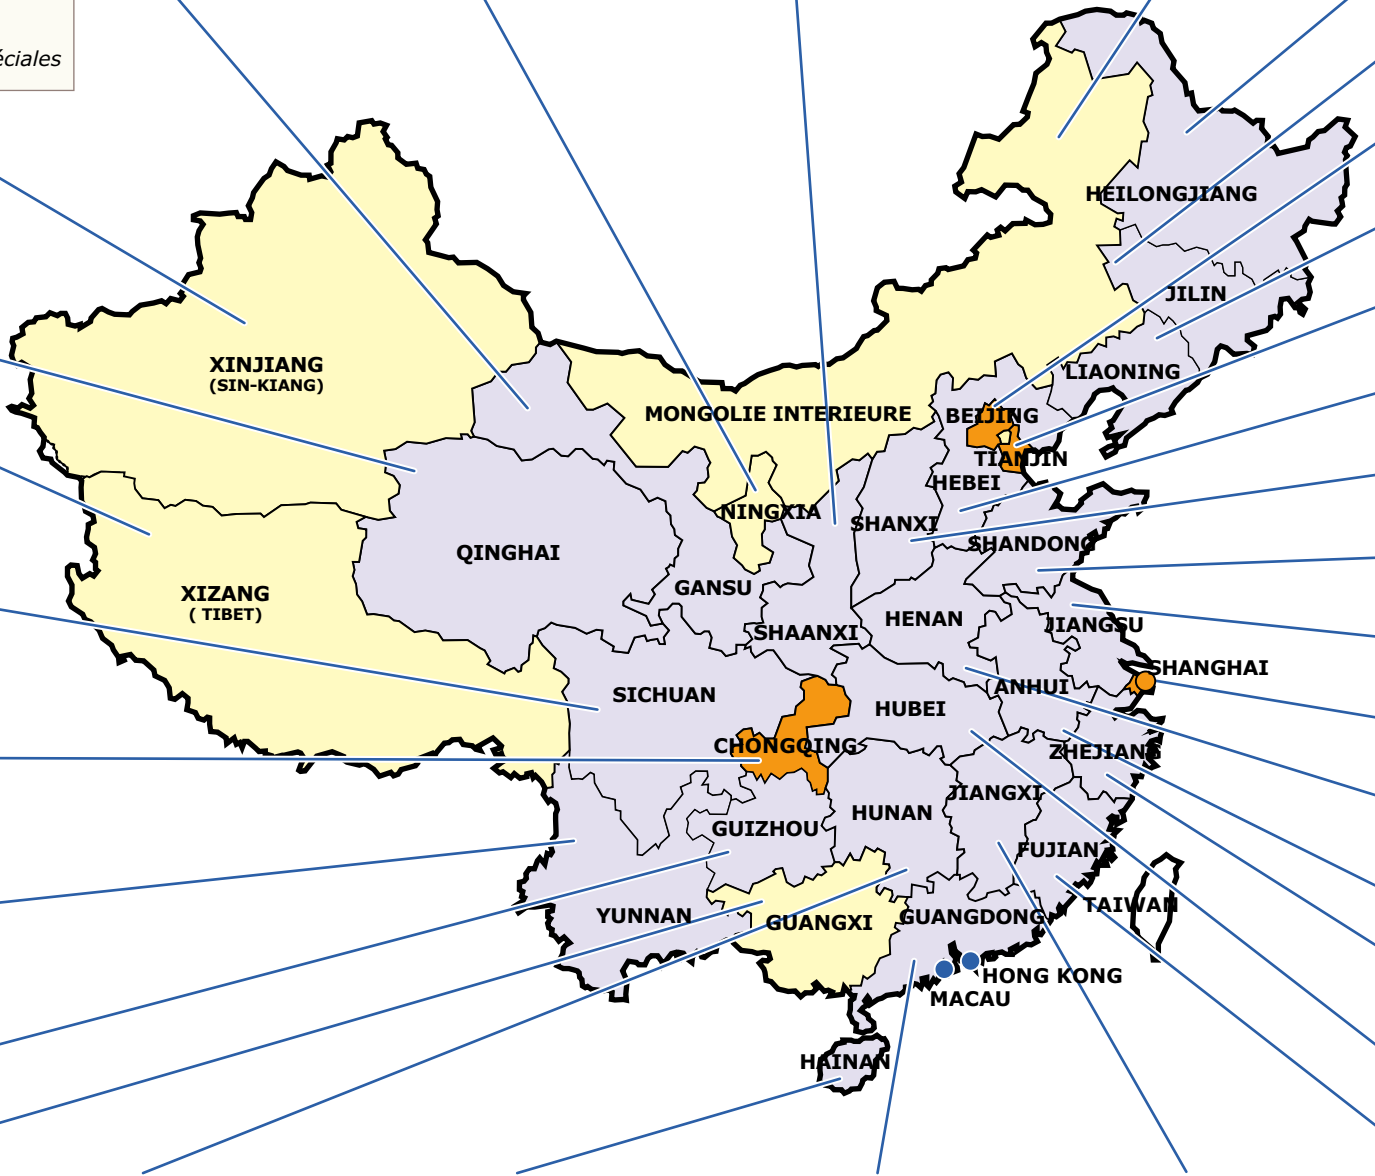 éciales
HEILONGJIANG
JILIN
XINJIANG
(SIN-KIANG)
LIAONING
MONGOLIE INTERIEURE
BEIJING
TIANJIN
HEBEI
NINGXIA
SHANXI
SHANDONG
QINGHAI
GANSU
XIZANG
( TIBET)
HENAN
JIANGSU
SHAANXI
SHANGHAI
ANHUI
SICHUAN
HUBEI
CHONGQING
ZHEJIANG
JIANGXI
HUNAN
GUIZHOU
FUJIAN
TAIWAN
YUNNAN
GUANGXI
GUANGDONG
HONG KONG
MACAU
HAINAN